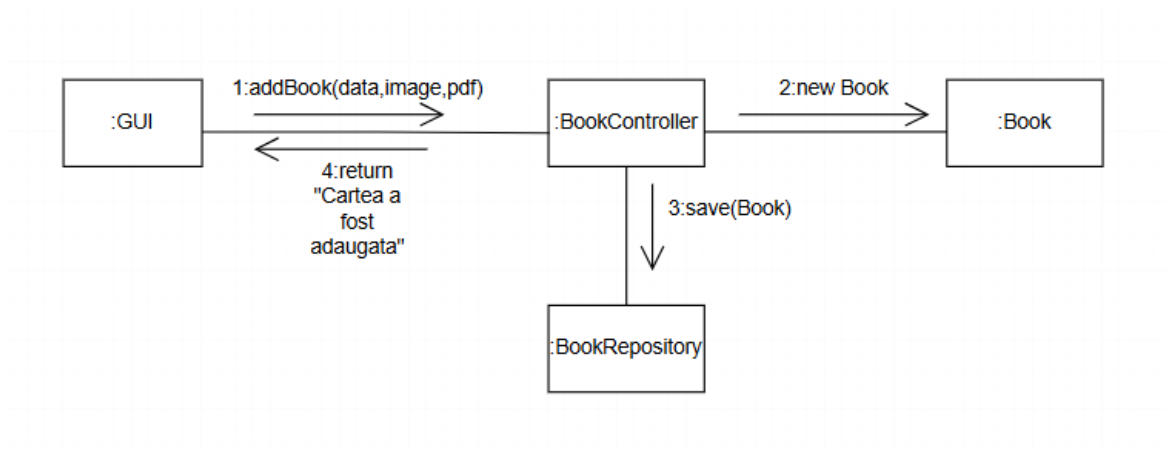 1:addBook(data,image,pdf)
2:new Book
:GUI
:BookController
:Book
4:return
"Cartea a
fost
adaugata"
3:save(Book)
:BookRepository